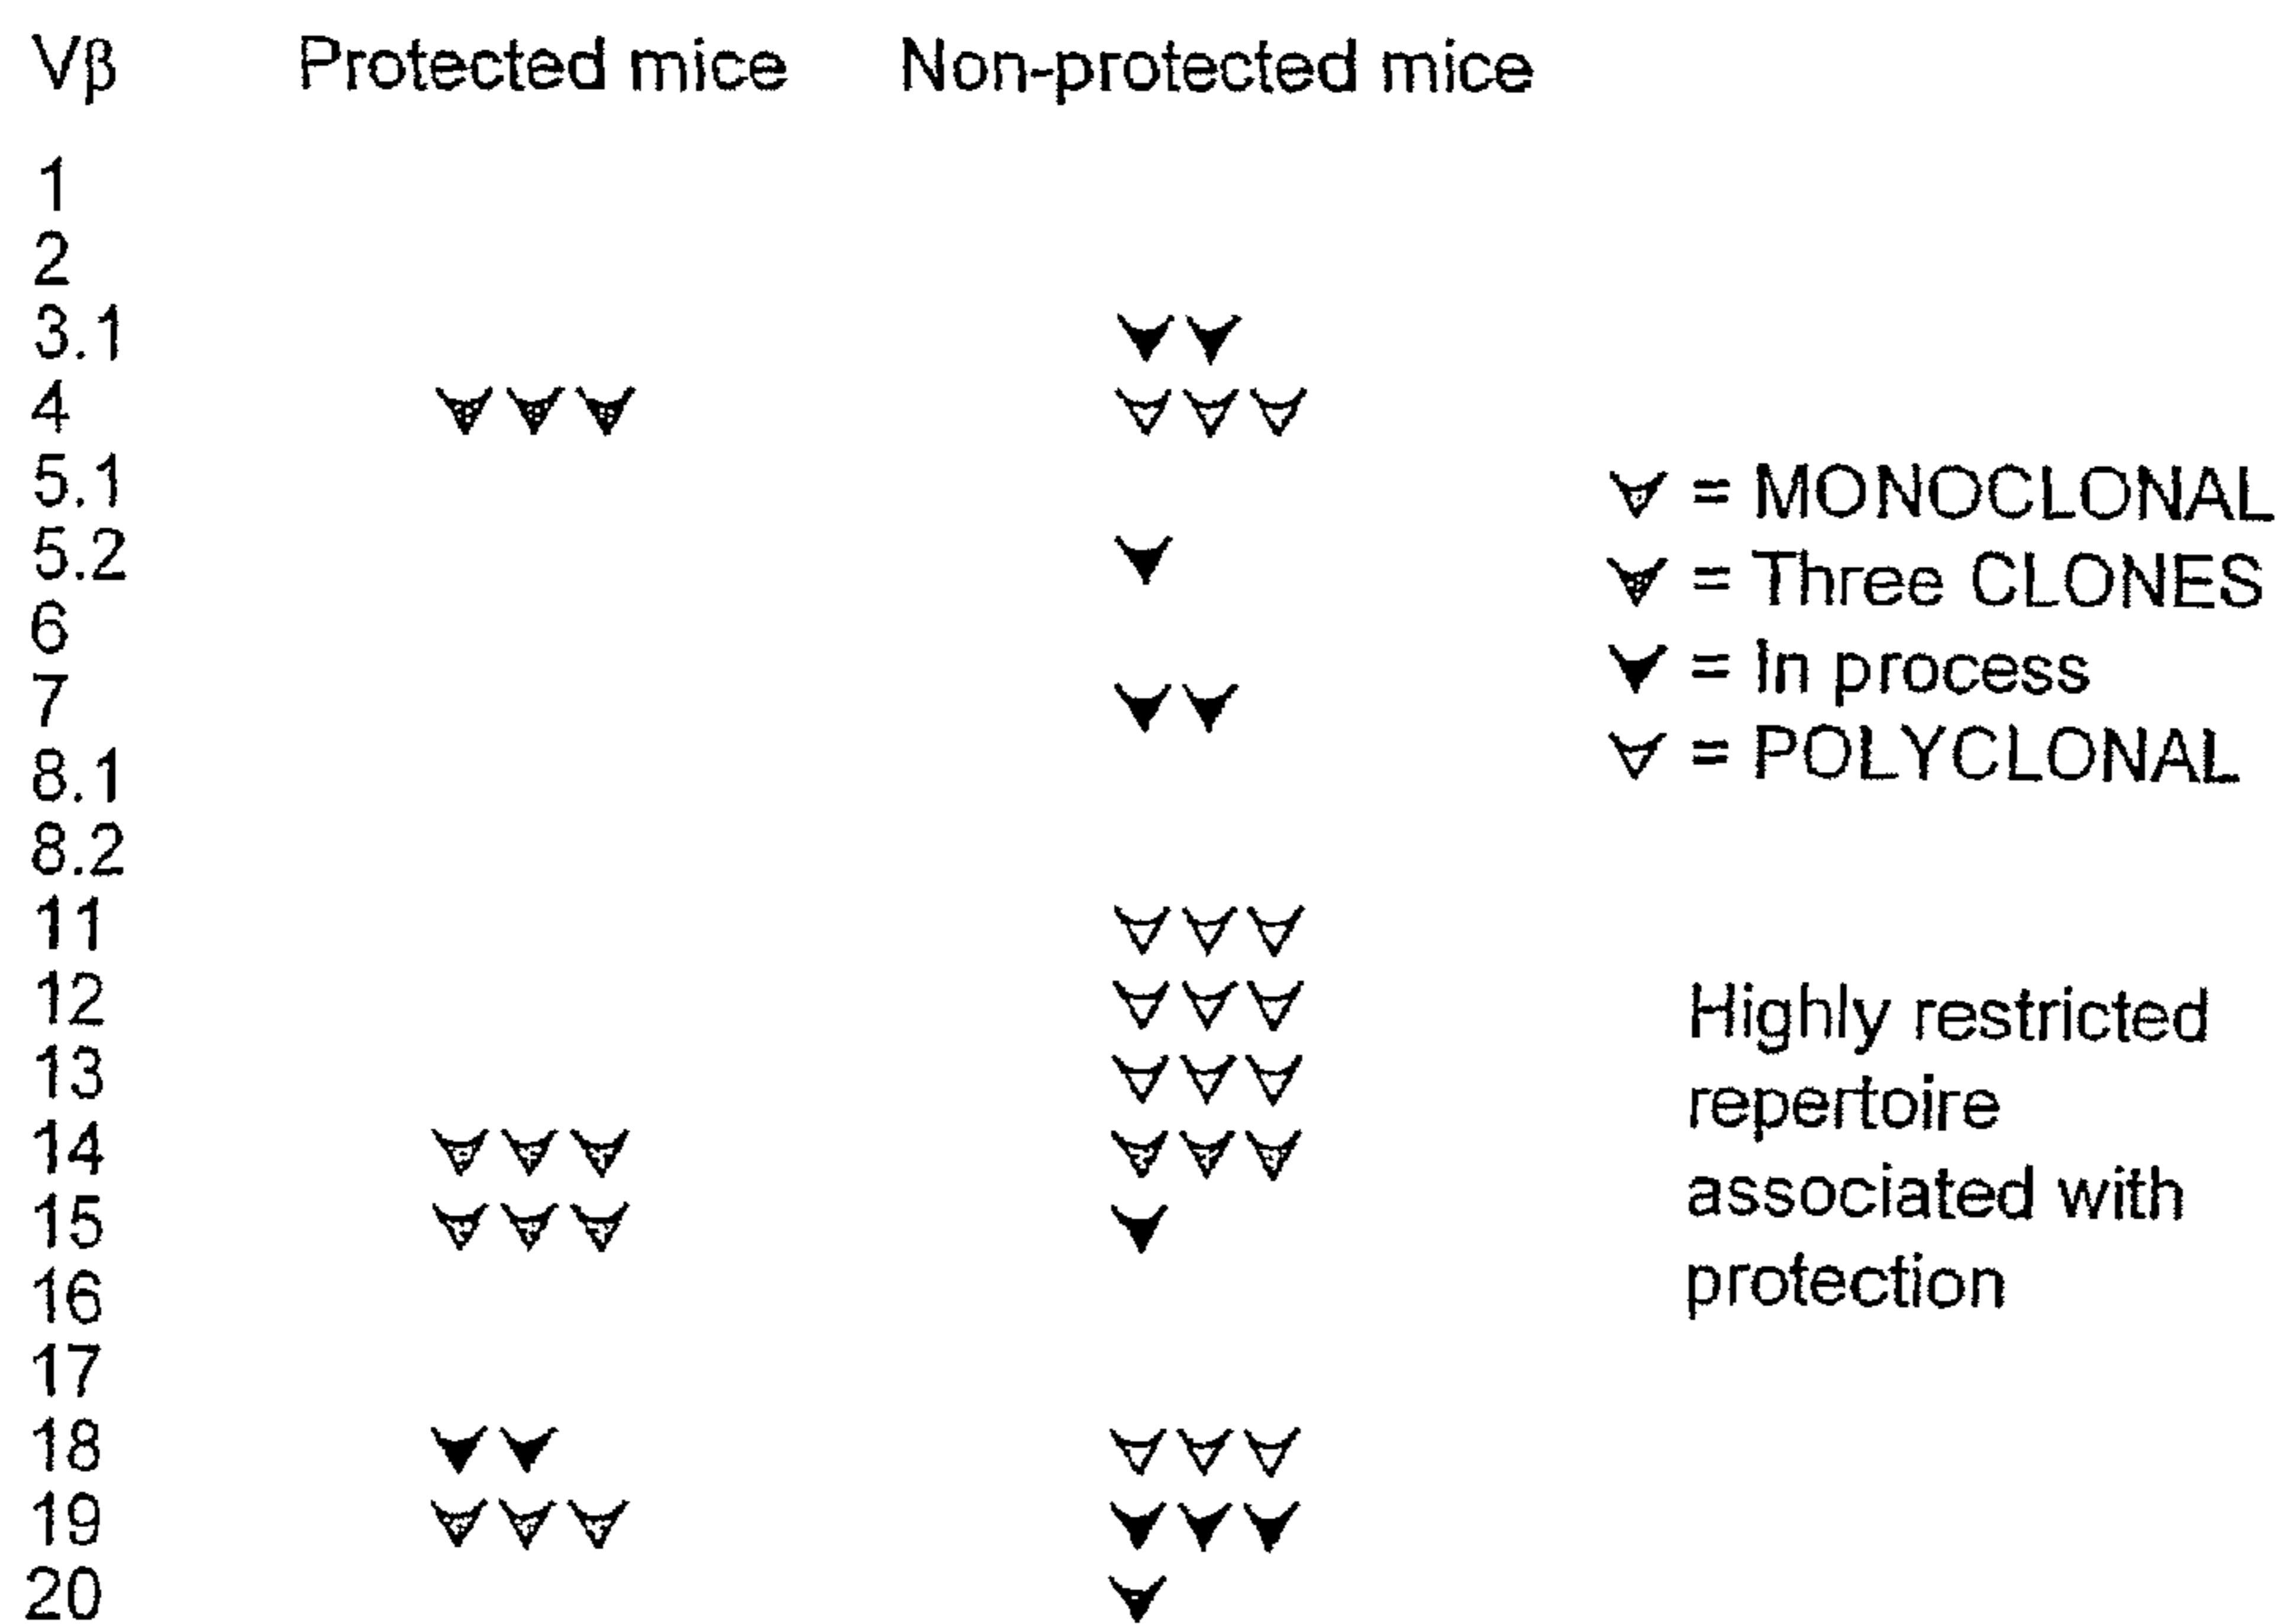 Vβ Protected mice Non-protected mice
1
2
3.1
4
5.1
= MONOCLONAL
5.2
= Three CLONES
6
= In process
7
8.1
= POLYCLONAL
8.2
11
12
Highly restricted
13
repertoire
14
15
associated with
16
protection
17
18
19
20